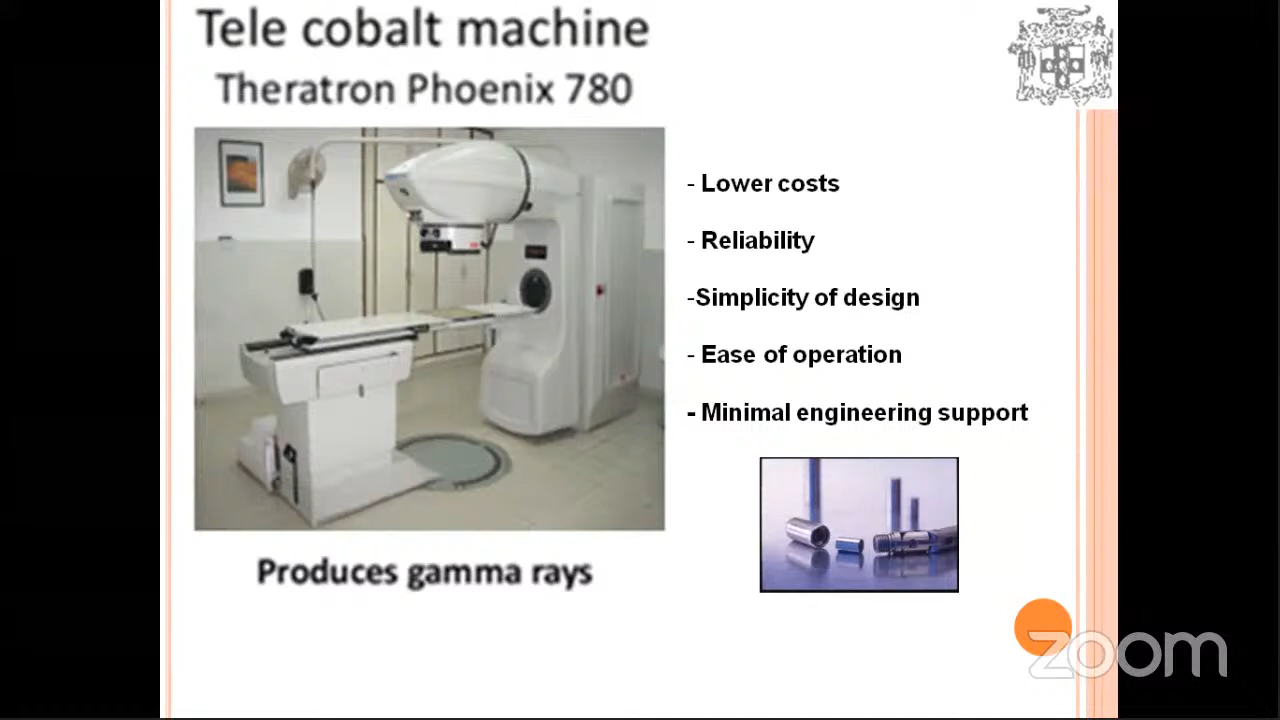 Tele cobalt machine
Theratron Phoenix 780
- Lower costs
- Reliability
-Simplicity of design
- Ease of operation
- Minimal engineering support
Produces gamma rays
zoom